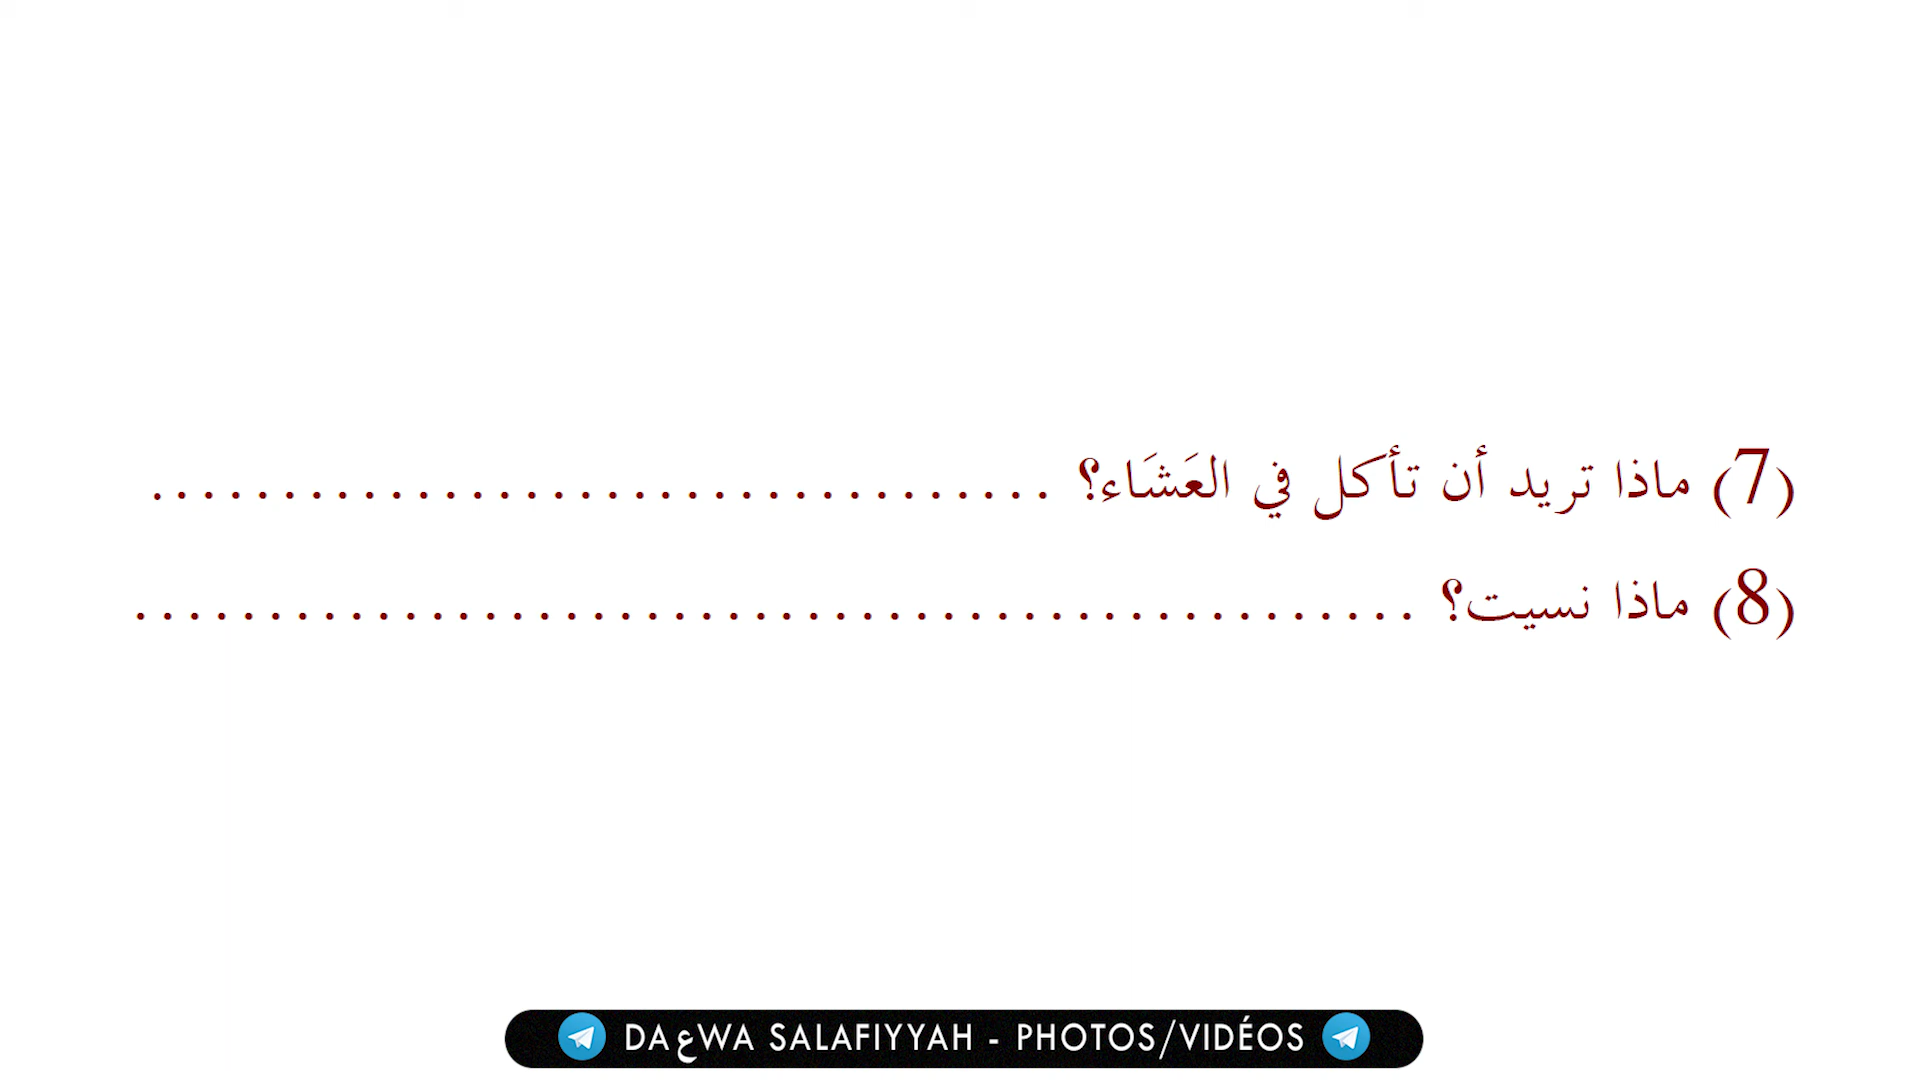 (7) ماذا تريد أن تأكل في العَشَاء؟ . . . . . . . . . . . . . . . . . . . . . . . . . . . . . . . . . .
(8) ماذا نسيت؟ . . . . . . . . . . . . . . . . . . . . . . . . . . . . . . . . . . . . . . . . . . . . . . . .
DAعWA SALAFIYYAH - PHOTOS/VIDÉOS